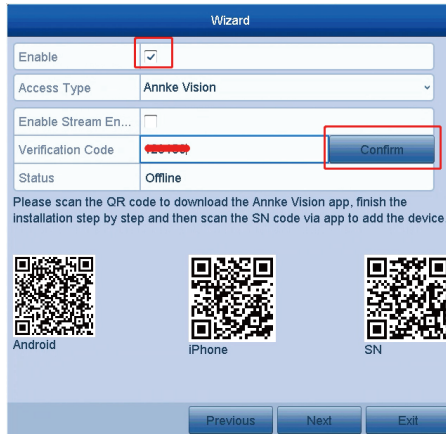 Wizard
Enable
Access Type Annke Vision
Enable Stream En...
Verification Code Confirm
Status Offline
Please scan the QR code to download the Annke Vision app, finish the
installation step by step and then scan the SN code via app to add the device
Android iPhone SN
Previous Next Exit